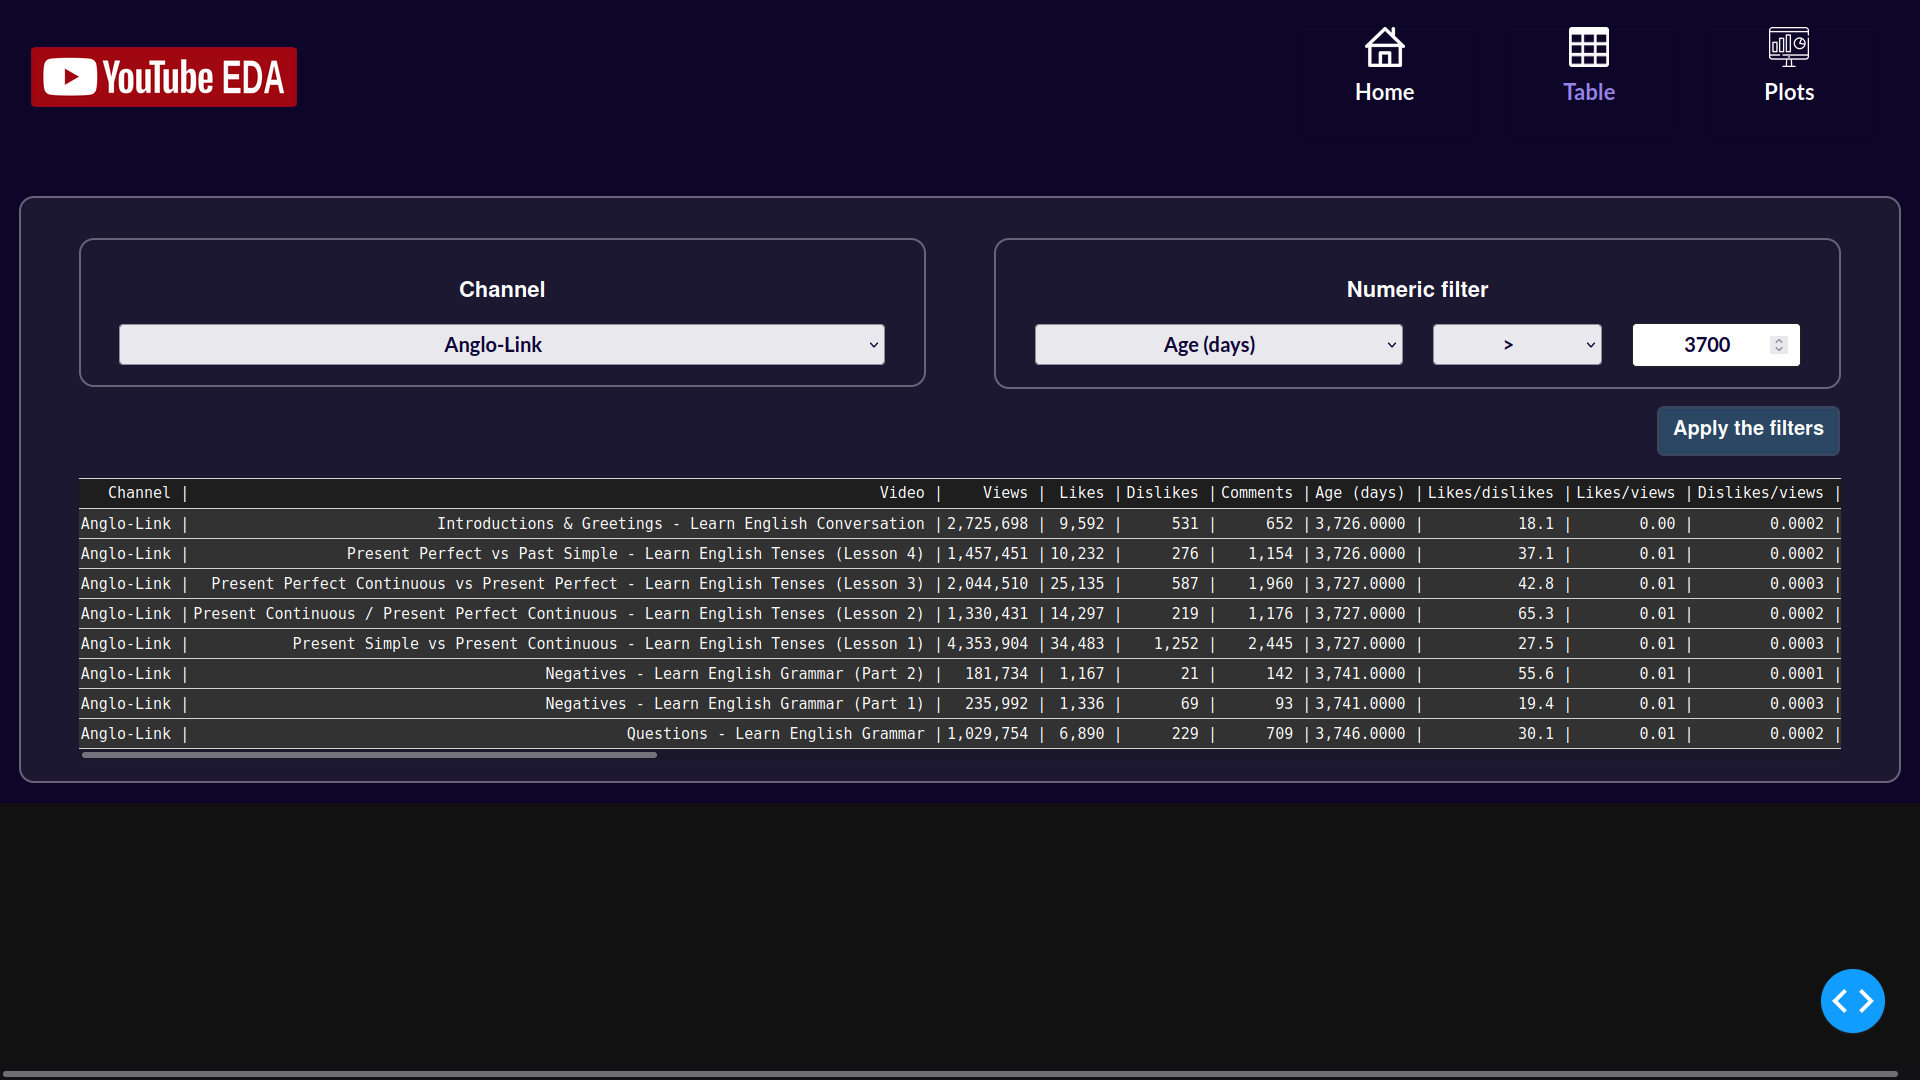 YouTube EDA
Home
Table
Plots
Channel
Numeric filter
Anglo-Link
Age (days)
>
3700
Apply the filters
Channel | Video | Views | Likes | Dislikes | Comments | Age (days) | Likes/dislikes | Likes/views | Dislikes/views |
Anglo-Link | Introductions & Greetings - Learn English Conversation | 2,725,698 | 9,592 | 531 | 652 | 3,726.0000 | 18.1 | 0.00 | 0.0002 |
Anglo-Link | Present Perfect vs Past Simple - Learn English Tenses (Lesson 4) | 1,457,451 | 10,232 | 276 | 1,154 | 3,726.0000 | 37.1 | 0.01 | 0.0002 |
Anglo-Link | Present Perfect Continuous vs Present Perfect - Learn English Tenses (Lesson 3) | 2,044,510 | 25,135 | 587 | 1,960 | 3,727.0000 | 42.8 | 0.01 | 0.0003 |
Anglo-Link | Present Continuous / Present Perfect Continuous - Learn English Tenses (Lesson 2) | 1,330,431 | 14,297 | 219 | 1,176 | 3,727.0000 | 65.3 | 0.01 | 0.0002 |
Anglo-Link | Present Simple vs Present Continuous - Learn English Tenses (Lesson 1) | 4,353,904 | 34,483 | 1,252 | 2,445 | 3,727.0000 | 27.5 | 0.01 | 0.0003 |
Anglo-Link | Negatives - Learn English Grammar (Part 2) | 181,734 | 1,167 | 21 | 142 | 3,741.0000 | 55.6 | 0.01 | 0.0001 |
Anglo-Link | Negatives - Learn English Grammar (Part 1) | 235,992 | 1,336 | 69 | 93 | 3,741.0000 | 19.4 | 0.01 | 0.0003 |
Anglo-Link | Questions - Learn English Grammar | 1,029,754 | 6,890 | 229 | 709 | 3,746.0000 | 30.1 | 0.01 | 0.0002 |